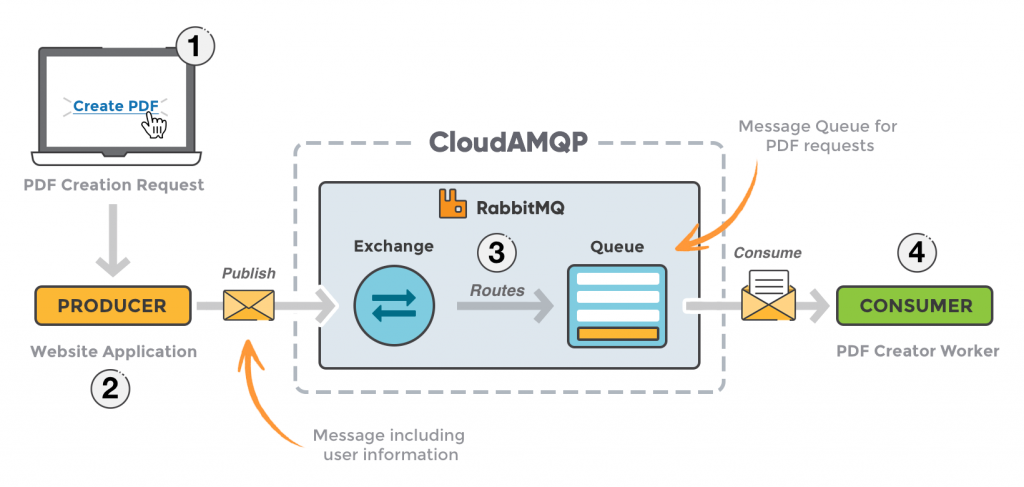 1
Create PDF
PDF Creation Request
CloudAMQP
Message Queue for
PDF requests
RabbitMQ
Exchange
3
Queue
4
Publish
Routes
Consume
PRODUCER
CONSUMER
Website Application
PDF Creator Worker
2
Message including
user information